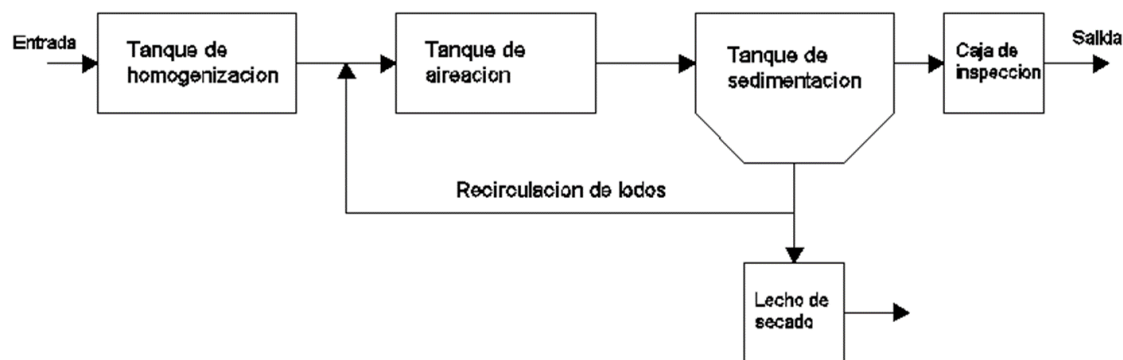 Entrada
Tanque de
homogenizacion
Tanque de
aireacion
Tanque de
sedimentacion
Caja de
inspeccion
Salida
Recirculacion de lodos
Lecho de
secado